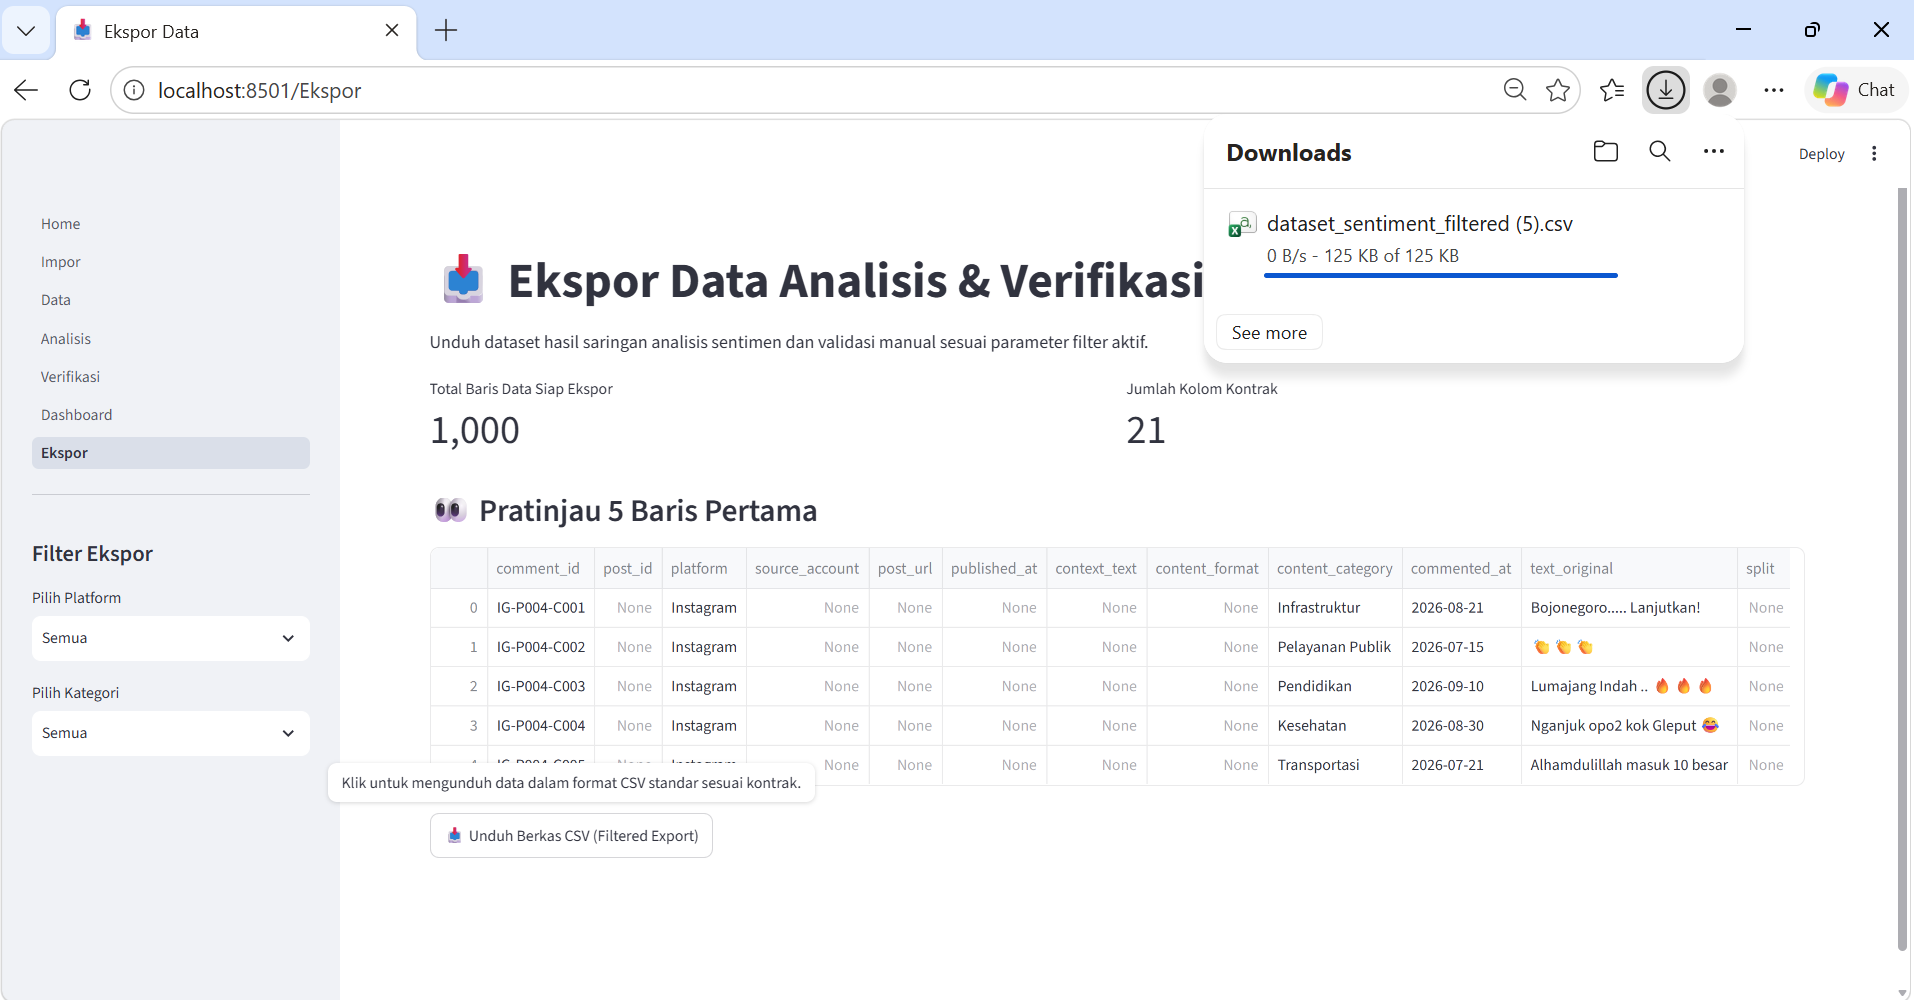 Ekspor Data
localhost:8501/Ekspor
Chat
Downloads
dataset_sentiment_filtered (5).csv
0 B/s - 125 KB of 125 KB
See more
Deploy
Home
Impor
Data
Analisis
Verifikasi
Dashboard
Ekspor
Filter Ekspor
Pilih Platform
Semua
Pilih Kategori
Semua
Ekspor Data Analisis & Verifikasi
Unduh dataset hasil saringan analisis sentimen dan validasi manual sesuai parameter filter aktif.
Total Baris Data Siap Ekspor
1,000
Jumlah Kolom Kontrak
21
👀 Pratinjau 5 Baris Pertama
comment_id post_id platform source_account post_url published_at context_text content_format content_category commented_at text_original split
0 IG-P004-C001 None Instagram None None None None None Infrastruktur 2026-08-21 Bojonegoro..... Lanjutkan! None
1 IG-P004-C002 None Instagram None None None None None Pelayanan Publik 2026-07-15 👏 👏 👏 None
2 IG-P004-C003 None Instagram None None None None None Pendidikan 2026-09-10 Lumajang Indah .. 🔥 🔥 🔥 None
3 IG-P004-C004 None Instagram None None None None None Kesehatan 2026-08-30 Nganjuk opo2 kok Gleput 😂 None
None None None None None Transportasi 2026-07-21 Alhamdulillah masuk 10 besar None
Klik untuk mengunduh data dalam format CSV standar sesuai kontrak.
Unduh Berkas CSV (Filtered Export)